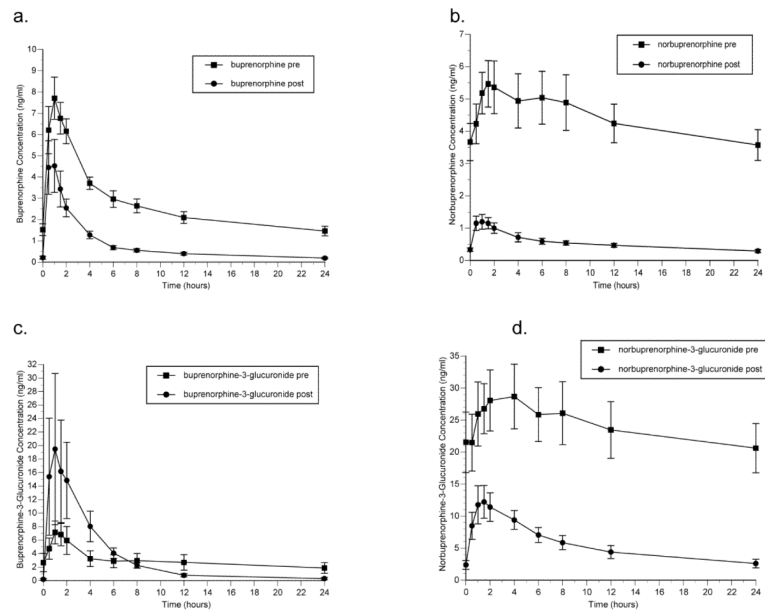 a.
buprenorphine pre
buprenorphine post
Buprenorphine Concentration (ng/ml)
10
9
8
7
6
5
4
3
2
1
0
0 2 4 6 8 10 12 14 16 18 20 22 24
Time (hours)
b.
norbuprenorphine pre
norbuprenorphine post
Norbuprenorphine Concentration (ng/ml)
7
6
5
4
3
2
1
0
0 2 4 6 8 10 12 14 16 18 20 22 24
Time (hours)
c.
buprenorphine-3-glucuronide pre
buprenorphine-3-glucuronide post
Buprenorphine-3-Glucuronide Concentration (ng/ml)
32
30
28
26
24
22
20
18
16
14
12
10
8
6
4
2
0
0 2 4 6 8 10 12 14 16 18 20 22 24
Time (hours)
d.
norbuprenorphine-3-glucuronide pre
norbuprenorphine-3-glucuronide post
Norbuprenorphine-3-Glucuronide Concentration (ng/ml)
35
30
25
20
15
10
5
0
0 2 4 6 8 10 12 14 16 18 20 22 24
Time (hours)